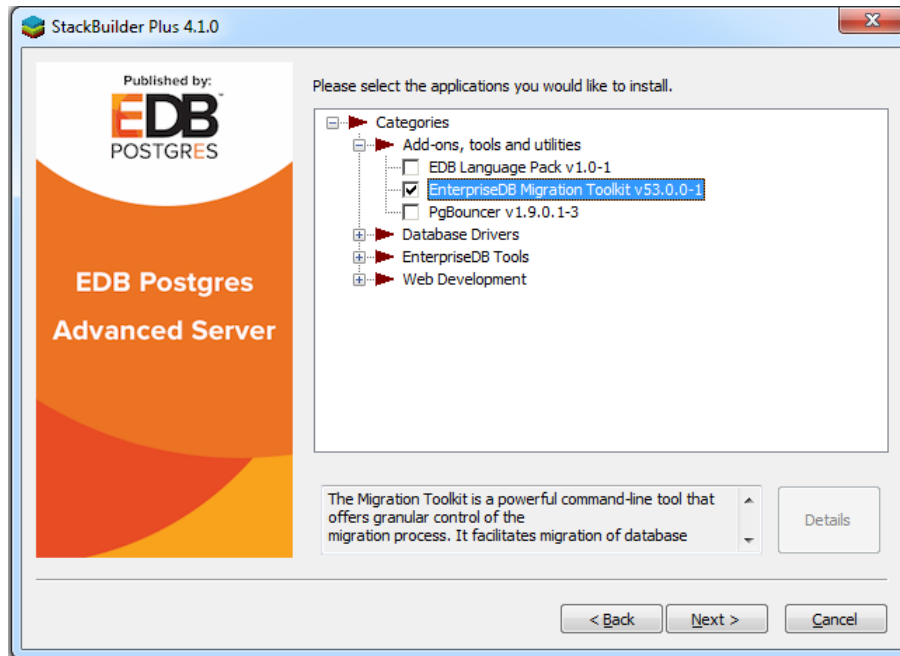 StackBuilder Plus 4.1.0
Published by:
EDB™
POSTGRES
EDB Postgres
Advanced Server
Please select the applications you would like to install.
Categories
Add-ons, tools and utilities
EDB Language Pack v1.0-1
EnterpriseDB Migration Toolkit v53.0.0-1
PgBouncer v1.9.0.1-3
Database Drivers
EnterpriseDB Tools
Web Development
The Migration Toolkit is a powerful command-line tool that
offers granular control of the
migration process. It facilitates migration of database
Details
< Back
Next >
Cancel